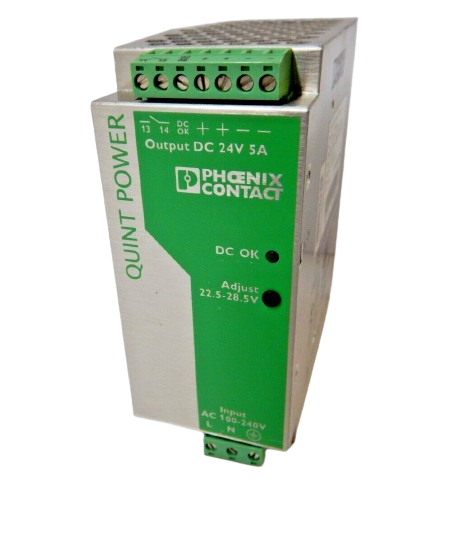 13 14 DC OK + + − −
Output DC 24V 5A
PHŒNIX
CONTACT
QUINT POWER
DC OK
Adjust
22.5-28.5V
Input
AC 100-240V
L N